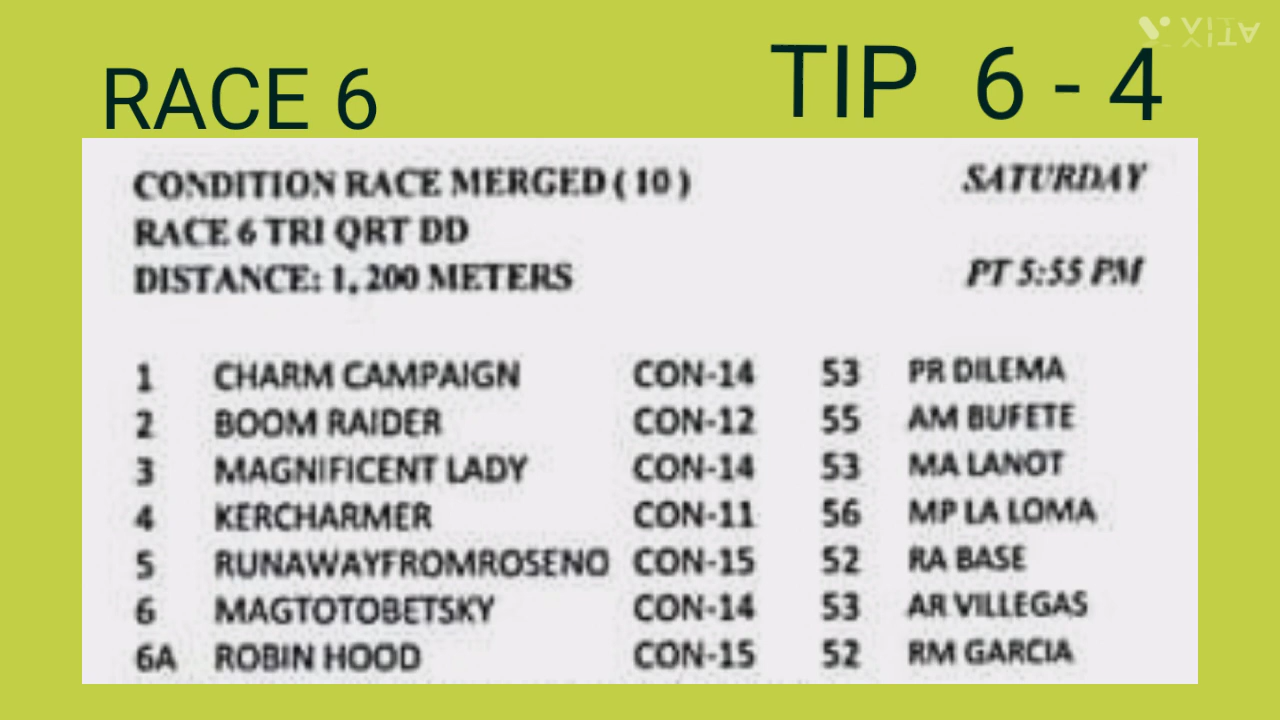 VITA
RACE 6 TIP 6 - 4
CONDITION RACE MERGED ( 10 ) SATURDAY
RACE 6 TRI QRT DD
DISTANCE: 1, 200 METERS PT 5:55 PM
1 CHARM CAMPAIGN CON-14 53 PR DILEMA
2 BOOM RAIDER CON-12 55 AM BUFETE
3 MAGNIFICENT LADY CON-14 53 MA LANOT
4 KERCHARMER CON-11 56 MP LA LOMA
5 RUNAWAYFROMROSENO CON-15 52 RA BASE
6 MAGTOTOBETSKY CON-14 53 AR VILLEGAS
6A ROBIN HOOD CON-15 52 RM GARCIA